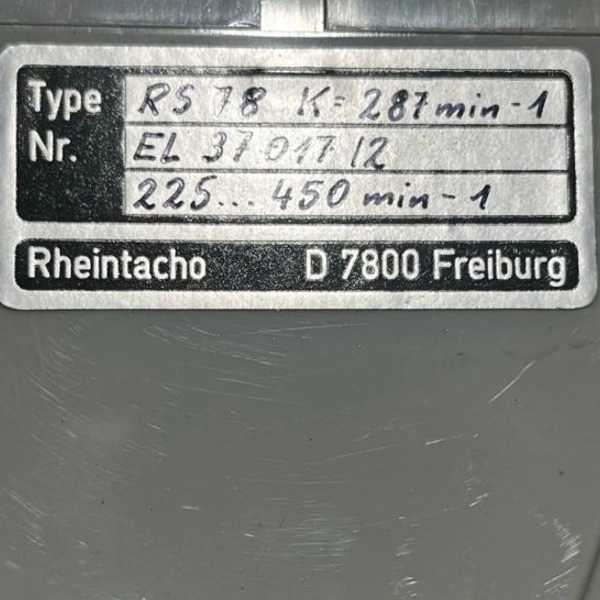 Type RS 78 K= 287 min -1
Nr. EL 37 017 12
225... 450 min - 1
Rheintacho D 7800 Freiburg